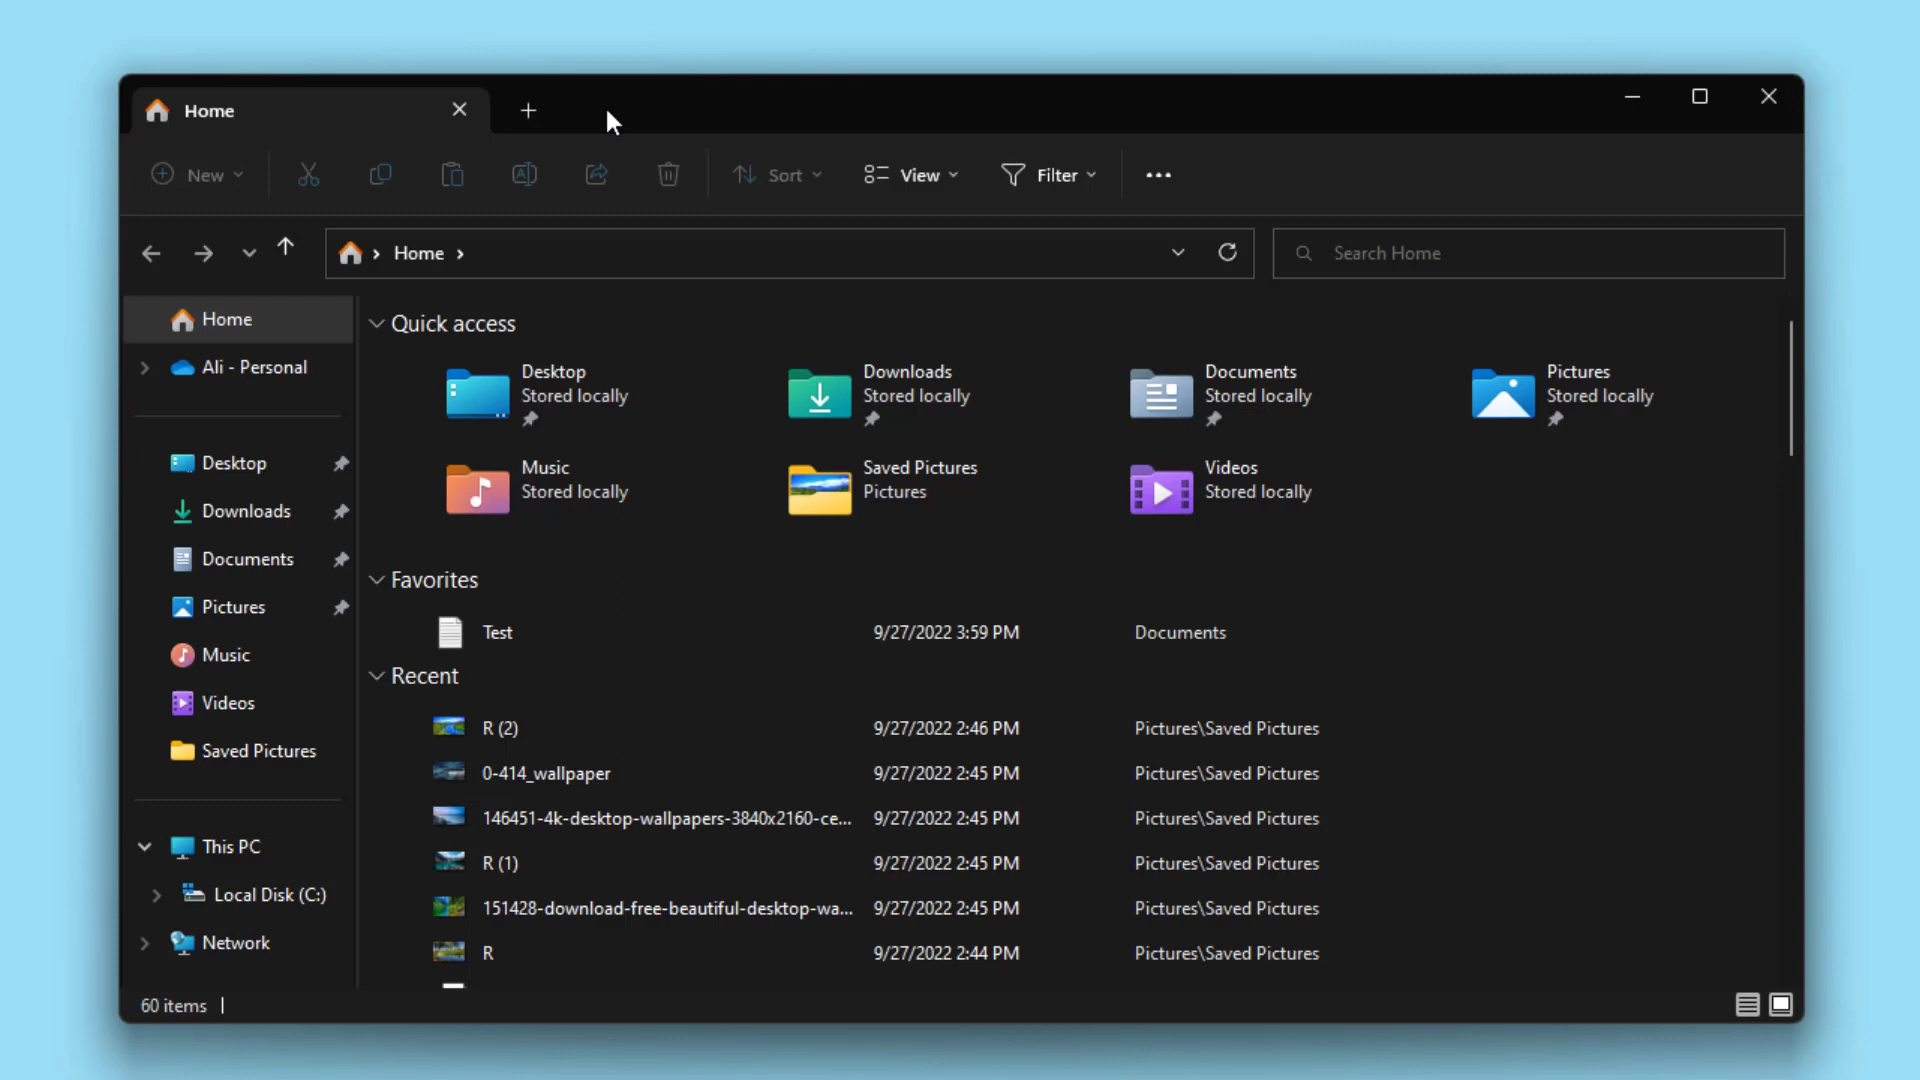 Home
New Sort View Filter
Home Search Home
Home
Ali - Personal
Desktop
Downloads
Documents
Pictures
Music
Videos
Saved Pictures
This PC
Local Disk (C:)
Network
Quick access
Desktop
Stored locally
Downloads
Stored locally
Documents
Stored locally
Pictures
Stored locally
Music
Stored locally
Saved Pictures
Pictures
Videos
Stored locally
Favorites
Test 9/27/2022 3:59 PM Documents
Recent
R (2) 9/27/2022 2:46 PM Pictures\Saved Pictures
0-414_wallpaper 9/27/2022 2:45 PM Pictures\Saved Pictures
146451-4k-desktop-wallpapers-3840x2160-ce... 9/27/2022 2:45 PM Pictures\Saved Pictures
R (1) 9/27/2022 2:45 PM Pictures\Saved Pictures
151428-download-free-beautiful-desktop-wa... 9/27/2022 2:45 PM Pictures\Saved Pictures
R 9/27/2022 2:44 PM Pictures\Saved Pictures
60 items